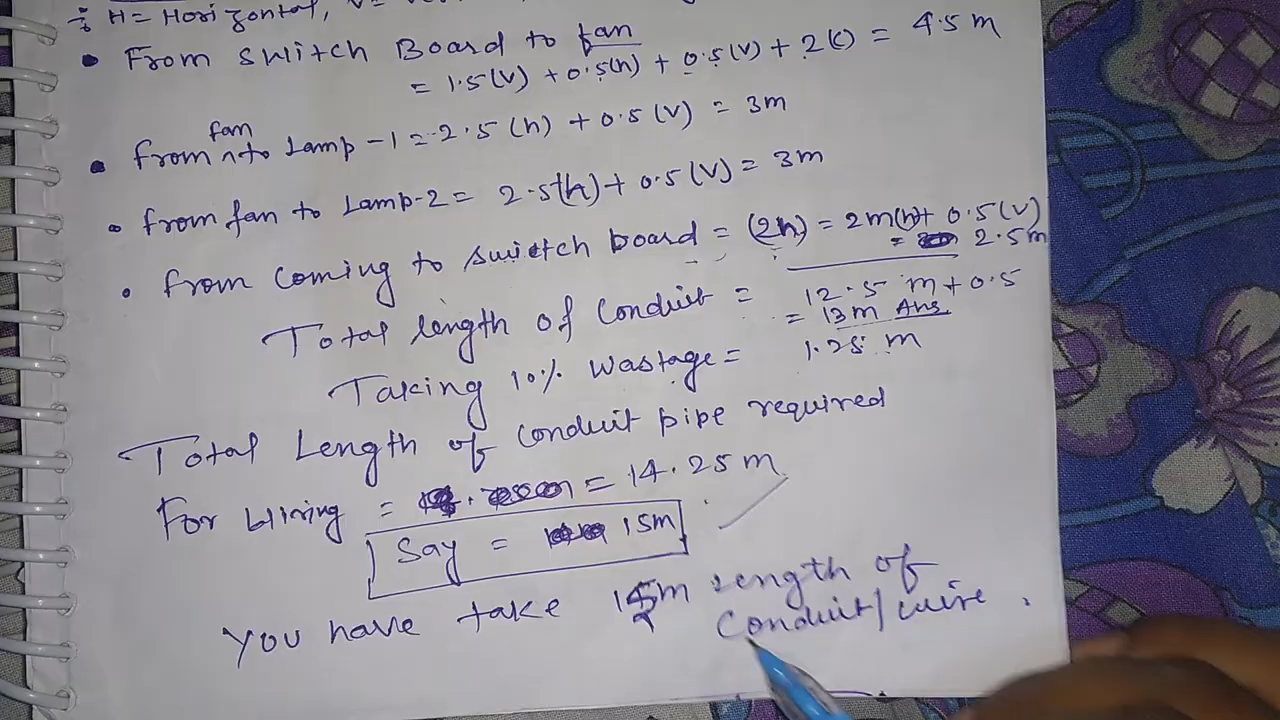 H = Horizontal,
• From switch Board to fan
= 1.5(V) + 0.5(h) + 0.5(V) + 2(C) = 4.5 m
fan
• from ^ to Lamp-1 = 2.5 (h) + 0.5 (V) = 3m
• from fan to Lamp-2 = 2.5(h) + 0.5 (V) = 3m
• from coming to switch board = (2h) = 2m(h) + 0.5(V)
= 2.5m
Total length of Conduit = 12.5 m + 0.5
= 13m Ans
Taking 10% Wastage = 1.25 m
Total Length of Conduit pipe required
For Wiring = = 14.25 m
Say = 15m
You have take 15m Length of
Conduit/wire.